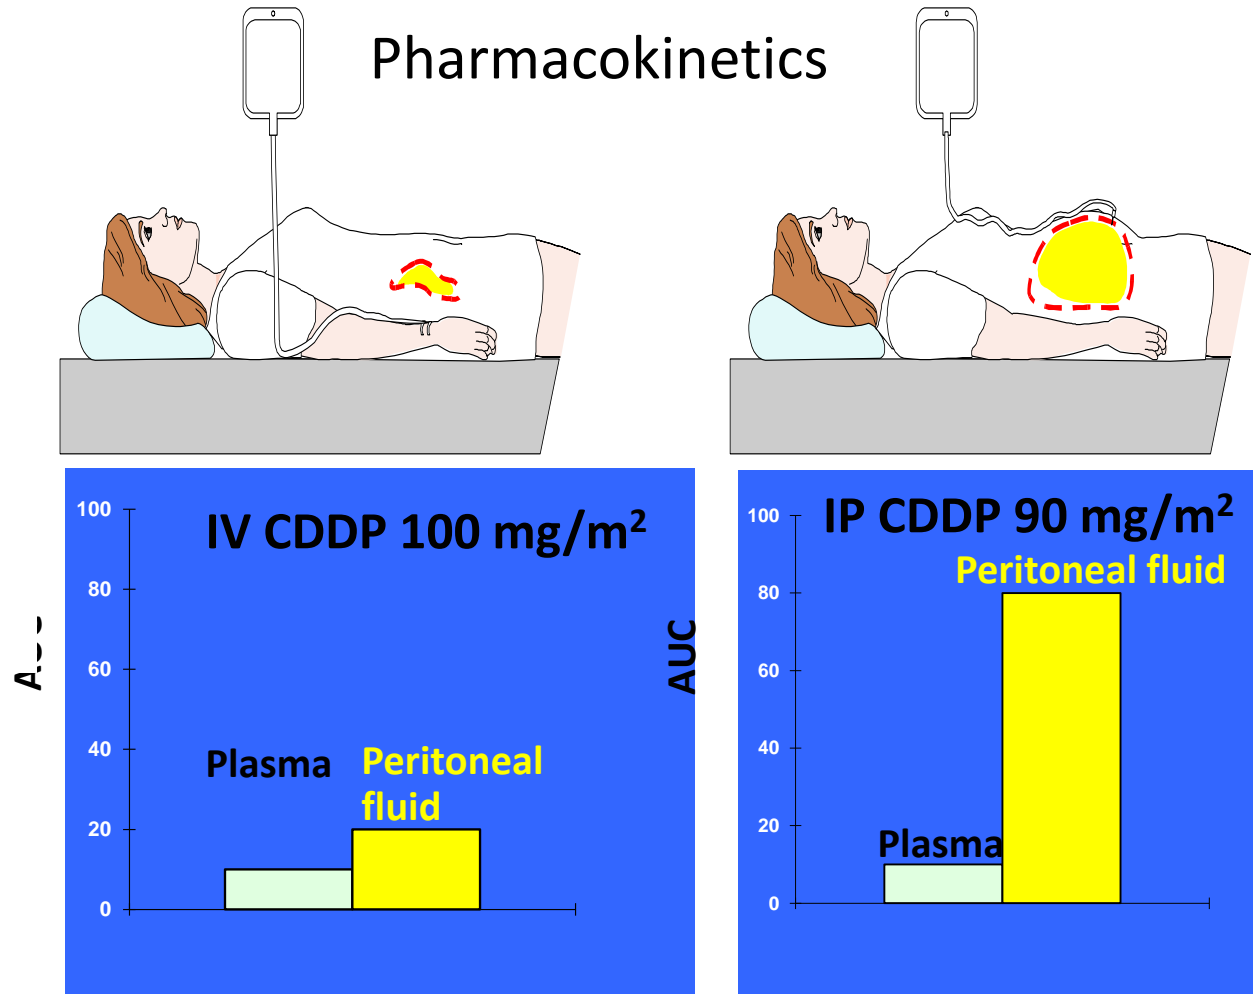 Pharmacokinetics
IV CDDP 100 mg/m²
100
80
60
40
20
0
Plasma
Peritoneal
fluid
AUC
IP CDDP 90 mg/m²
Peritoneal fluid
100
80
60
40
20
0
Plasma